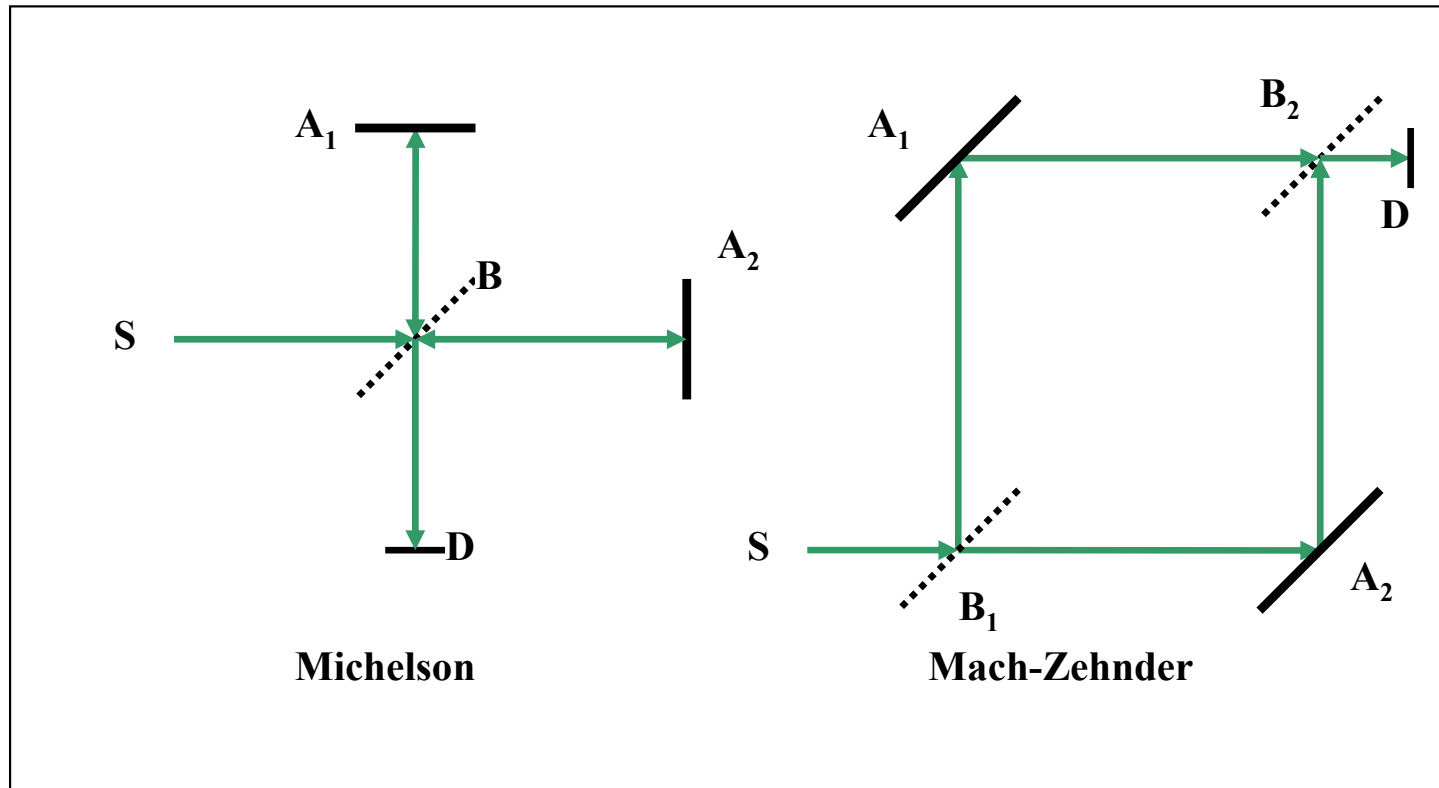 A₁
A₂
B
S
D
Michelson
A₁
B₂
D
S
B₁
A₂
Mach-Zehnder